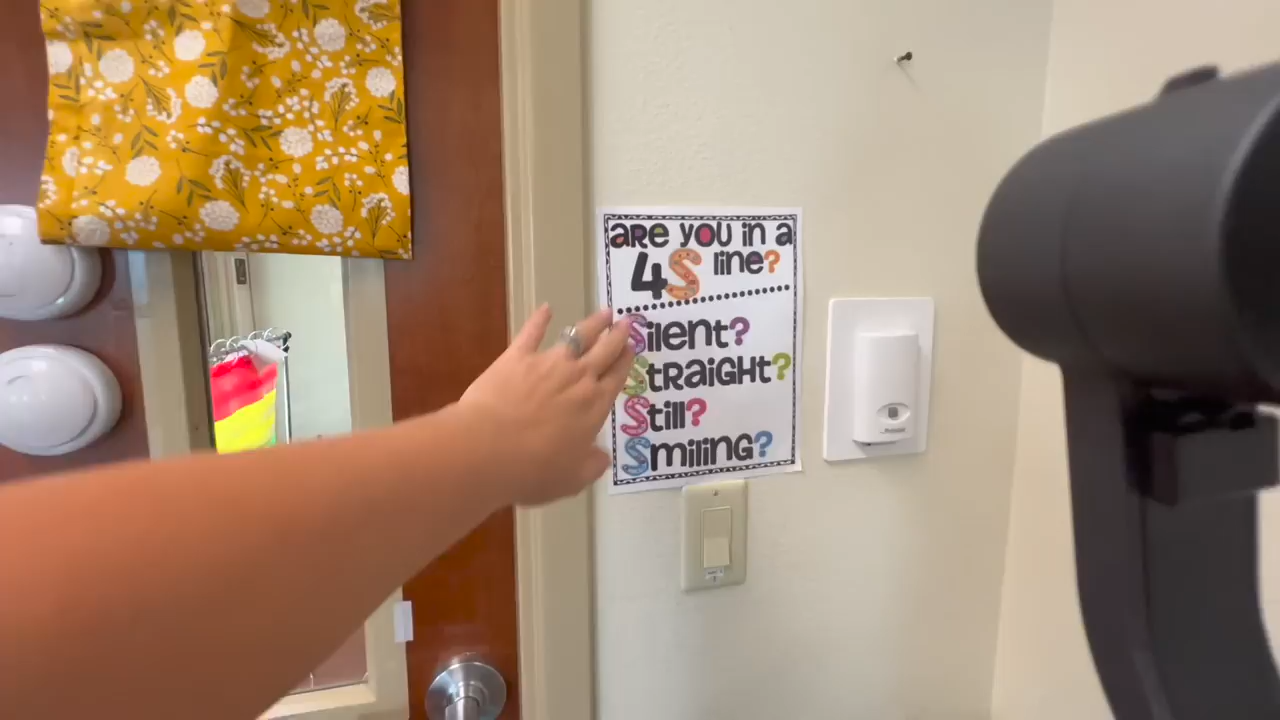 are you in a
4S line?
Silent?
Straight?
Still?
Smiling?